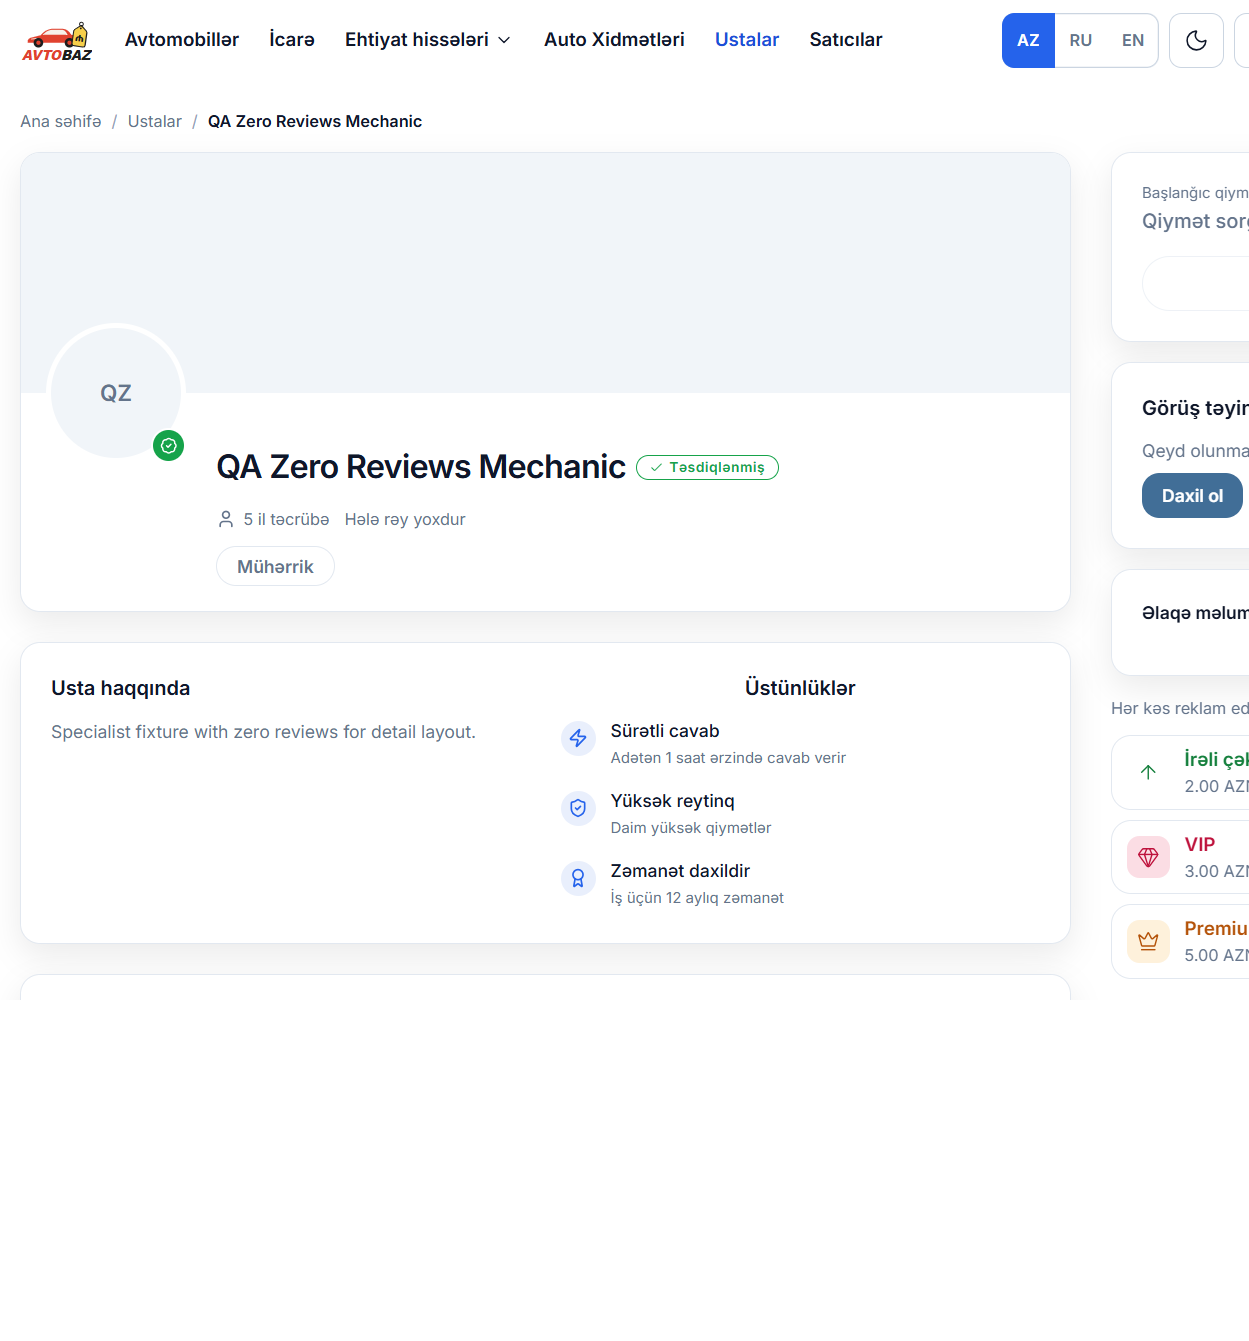 AVTOBAZ
Avtomobillər İcarə Ehtiyat hissələri Auto Xidmətləri Ustalar Satıcılar
AZ RU EN
Ana səhifə / Ustalar / QA Zero Reviews Mechanic
QZ
QA Zero Reviews Mechanic
Təsdiqlənmiş
5 il təcrübə Hələ rəy yoxdur
Mühərrik
Usta haqqında
Specialist fixture with zero reviews for detail layout.
Üstünlüklər
Sürətli cavab
Adətən 1 saat ərzində cavab verir
Yüksək reytinq
Daim yüksək qiymətlər
Zəmanət daxildir
İş üçün 12 aylıq zəmanət
Başlanğıc qiym
Qiymət
Görüş təyin
Qeyd olunma
Daxil ol
Əlaqə məlum
Hər kəs reklam ed
İrəli
2.00 AZN
VIP
3.00 AZN
Premiu
5.00 AZN